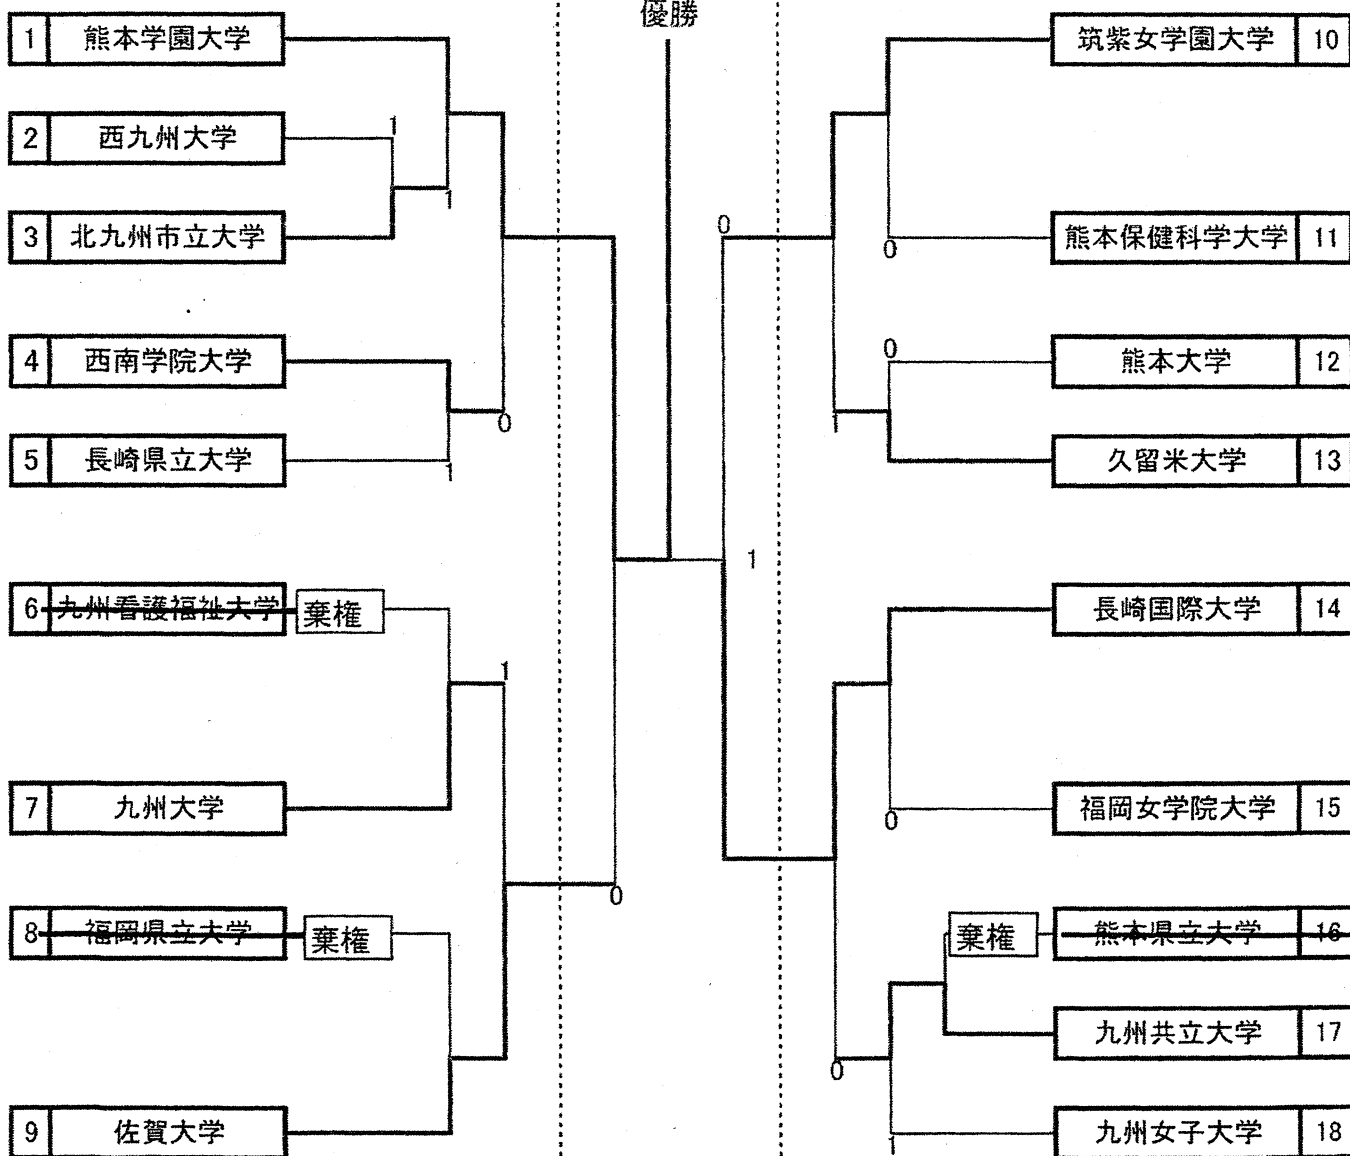 優勝
1 熊本学園大学
2 西九州大学
1
3 北九州市立大学
1
4 西南学院大学
0
5 長崎県立大学
1
6 九州看護福祉大学 棄権
1
7 九州大学
8 福岡県立大学 棄権
0
9 佐賀大学
筑紫女学園大学 10
0
熊本保健科学大学 11
0
0
熊本大学 12
1
久留米大学 13
1
長崎国際大学 14
福岡女学院大学 15
0
棄権 熊本県立大学 16
九州共立大学 17
0
九州女子大学 18
1